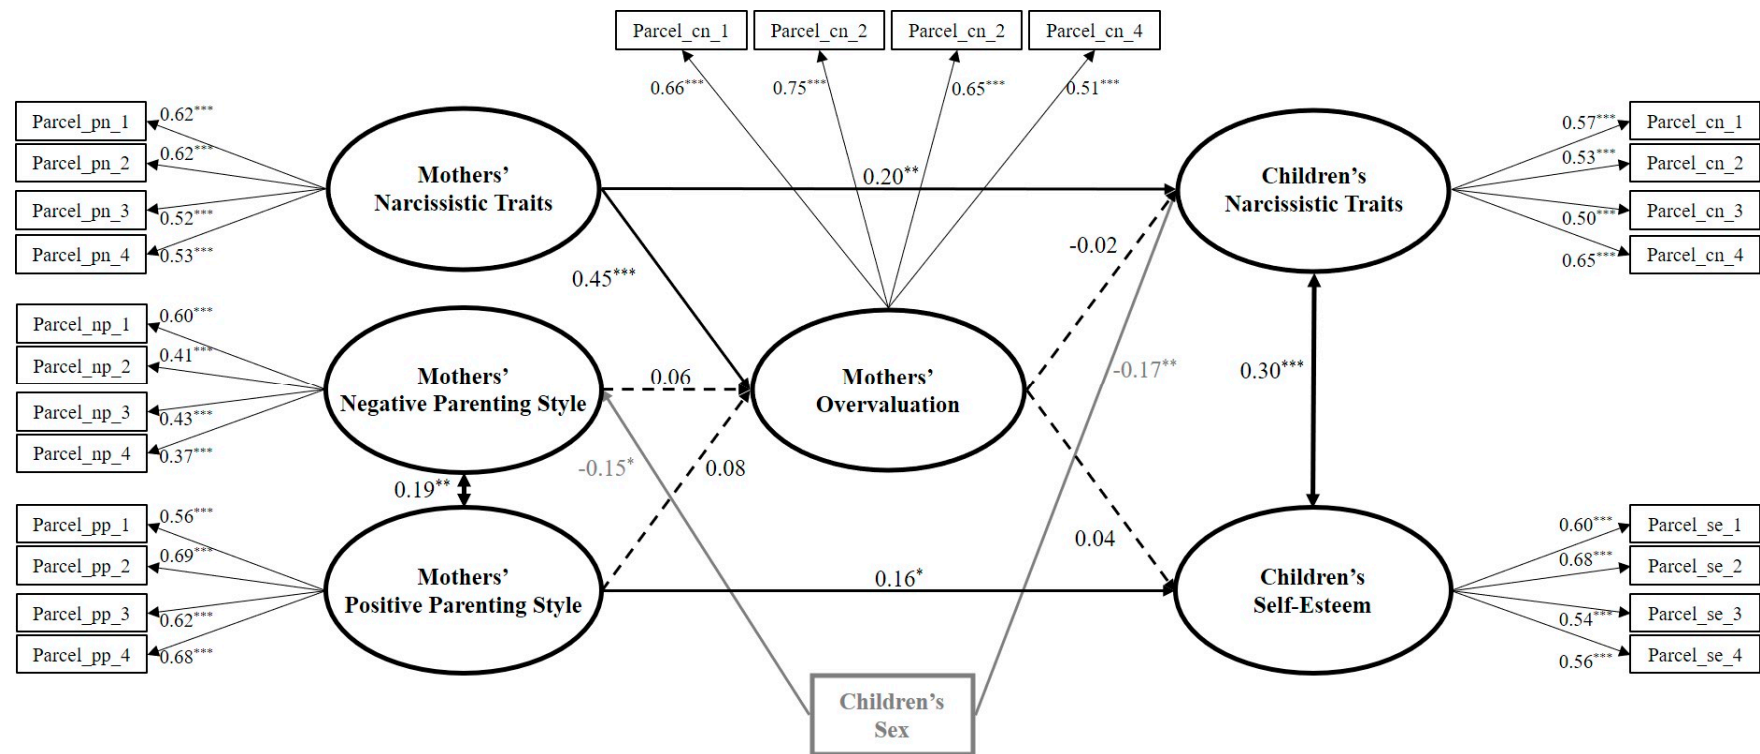 Parcel_cn_1
Parcel_cn_2
Parcel_cn_2
Parcel_cn_4
0.66***
0.75***
0.65***
0.51***
Parcel_pn_1
Parcel_pn_2
Parcel_pn_3
Parcel_pn_4
0.62***
0.62***
0.52***
0.53***
Mothers’
Narcissistic Traits
0.20**
0.45***
Children’s
Narcissistic Traits
0.57***
0.53***
0.50***
0.65***
Parcel_cn_1
Parcel_cn_2
Parcel_cn_3
Parcel_cn_4
-0.02
-0.17**
Parcel_np_1
Parcel_np_2
Parcel_np_3
Parcel_np_4
0.60***
0.41***
0.43***
0.37***
Mothers’
Negative Parenting Style
0.06
Mothers’
Overvaluation
0.30***
-0.15*
0.08
0.19**
0.04
Parcel_pp_1
Parcel_pp_2
Parcel_pp_3
Parcel_pp_4
0.56***
0.69***
0.62***
0.68***
Mothers’
Positive Parenting Style
0.16*
Children’s
Self-Esteem
0.60***
0.68***
0.54***
0.56***
Parcel_se_1
Parcel_se_2
Parcel_se_3
Parcel_se_4
Children’s
Sex